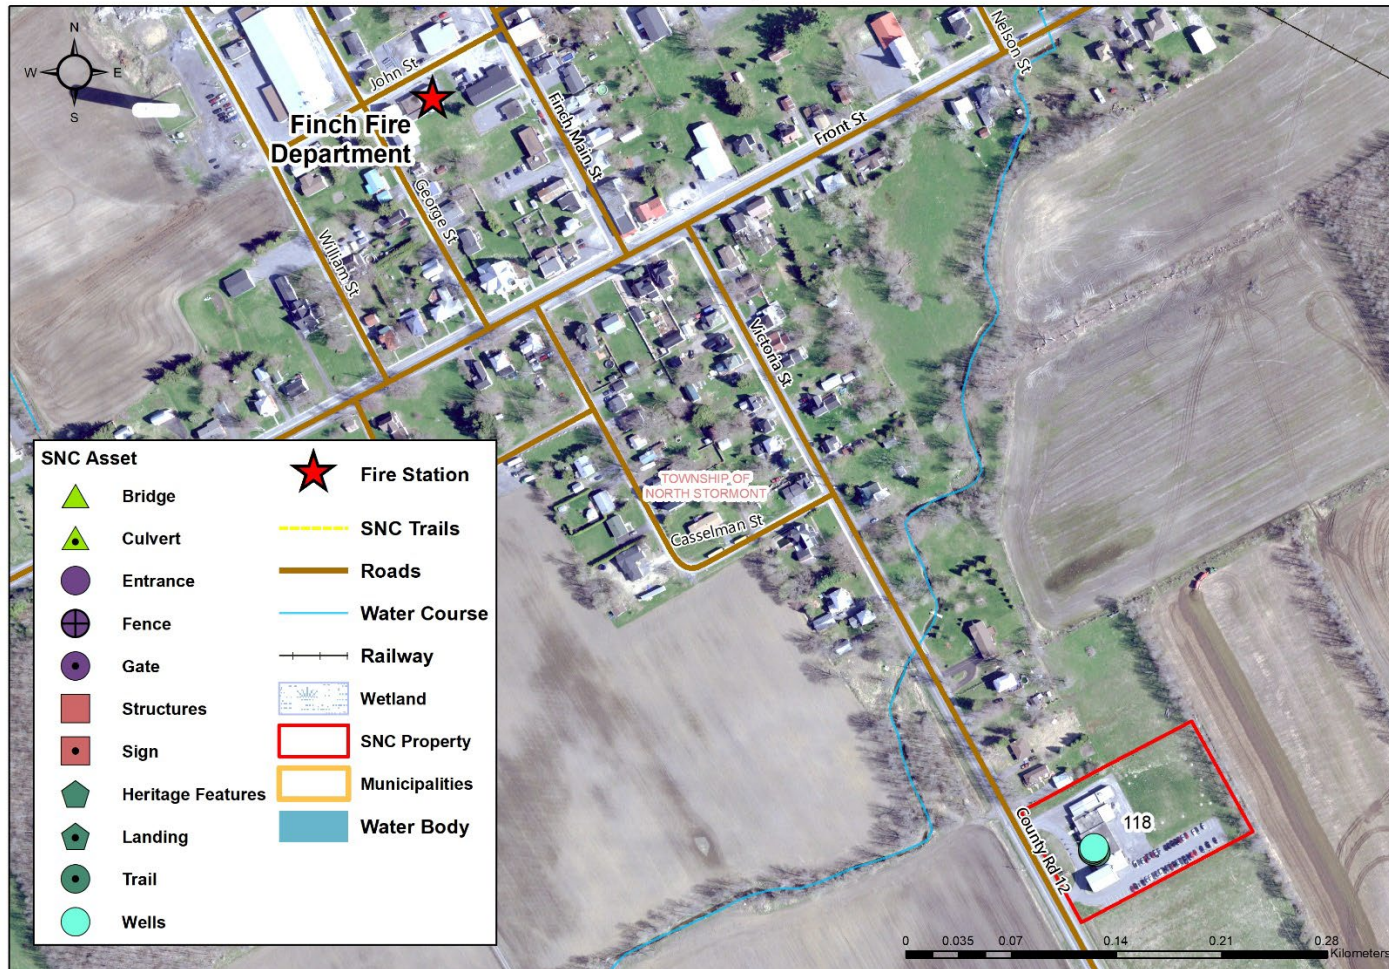 N
W E
S
John St
Finch Fire
Department
Finch Main St
Front St
Nelson St
George St
William St
Victoria St
TOWNSHIP OF
NORTH STORMONT
Casselman St
County Rd 12
118
SNC Asset
Bridge
Culvert
Entrance
Fence
Gate
Structures
Sign
Heritage Features
Landing
Trail
Wells
Fire Station
SNC Trails
Roads
Water Course
Railway
Wetland
SNC Property
Municipalities
Water Body
0 0.035 0.07 0.14 0.21 0.28
Kilometers